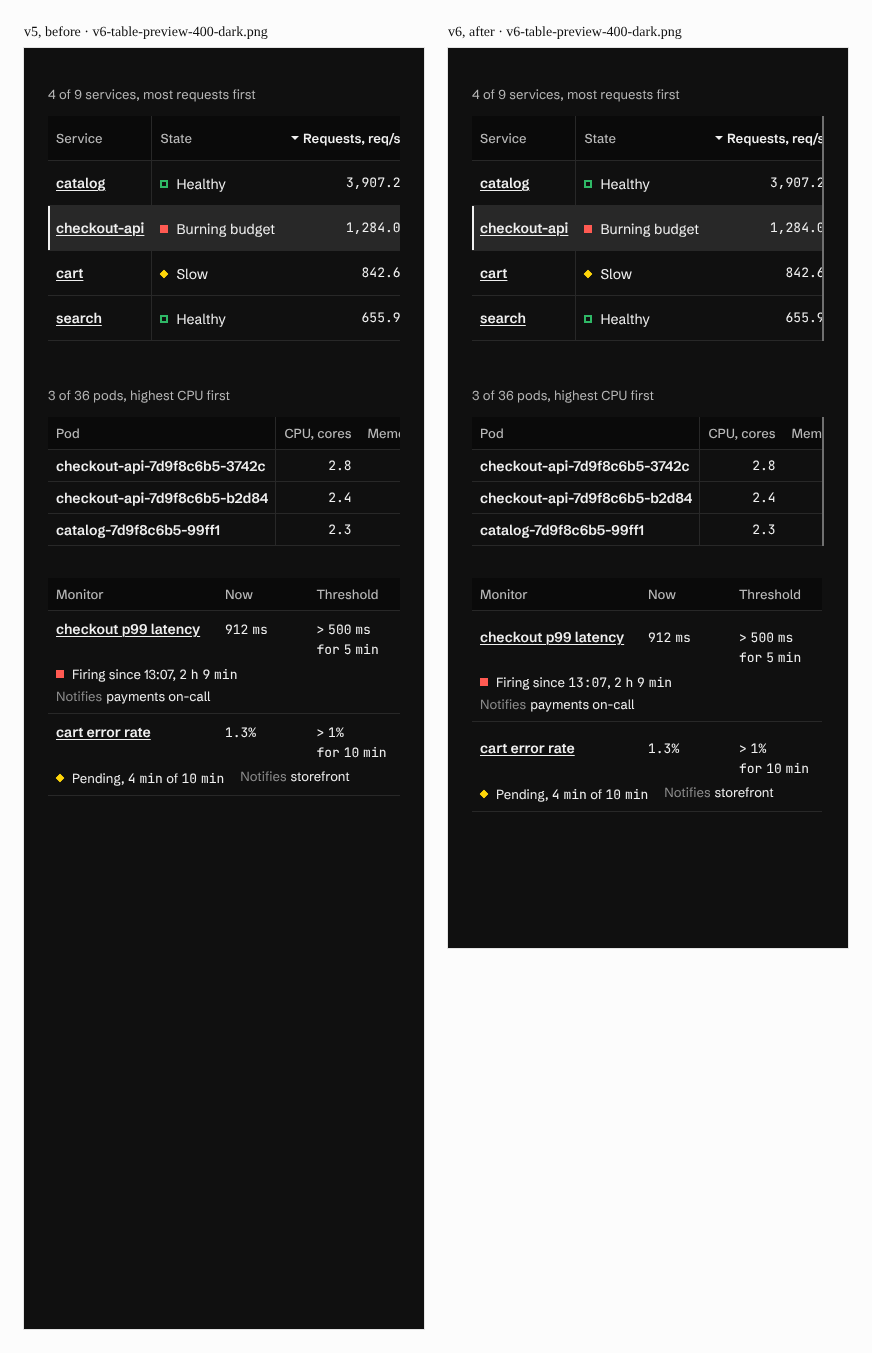 v5, before · v6-table-preview-400-dark.png
4 of 9 services, most requests first
Service State Requests, req/s
catalog Healthy 3,907.2
checkout-api Burning budget 1,284.0
cart Slow 842.6
search Healthy 655.9
3 of 36 pods, highest CPU first
Pod CPU, cores Mem
checkout-api-7d9f8c6b5-3742c 2.8
checkout-api-7d9f8c6b5-b2d84 2.4
catalog-7d9f8c6b5-99ff1 2.3
Monitor Now Threshold
checkout p99 latency 912 ms > 500 ms
for 5 min
Firing since 13:07, 2 h 9 min
Notifies payments on-call
cart error rate 1.3% > 1%
for 10 min
Pending, 4 min of 10 min Notifies storefront
v6, after · v6-table-preview-400-dark.png
4 of 9 services, most requests first
Service State Requests, req/s
catalog Healthy 3,907.2
checkout-api Burning budget 1,284.0
cart Slow 842.6
search Healthy 655.9
3 of 36 pods, highest CPU first
Pod CPU, cores Mem
checkout-api-7d9f8c6b5-3742c 2.8
checkout-api-7d9f8c6b5-b2d84 2.4
catalog-7d9f8c6b5-99ff1 2.3
Monitor Now Threshold
checkout p99 latency 912 ms > 500 ms
for 5 min
Firing since 13:07, 2 h 9 min
Notifies payments on-call
cart error rate 1.3% > 1%
for 10 min
Pending, 4 min of 10 min Notifies storefront